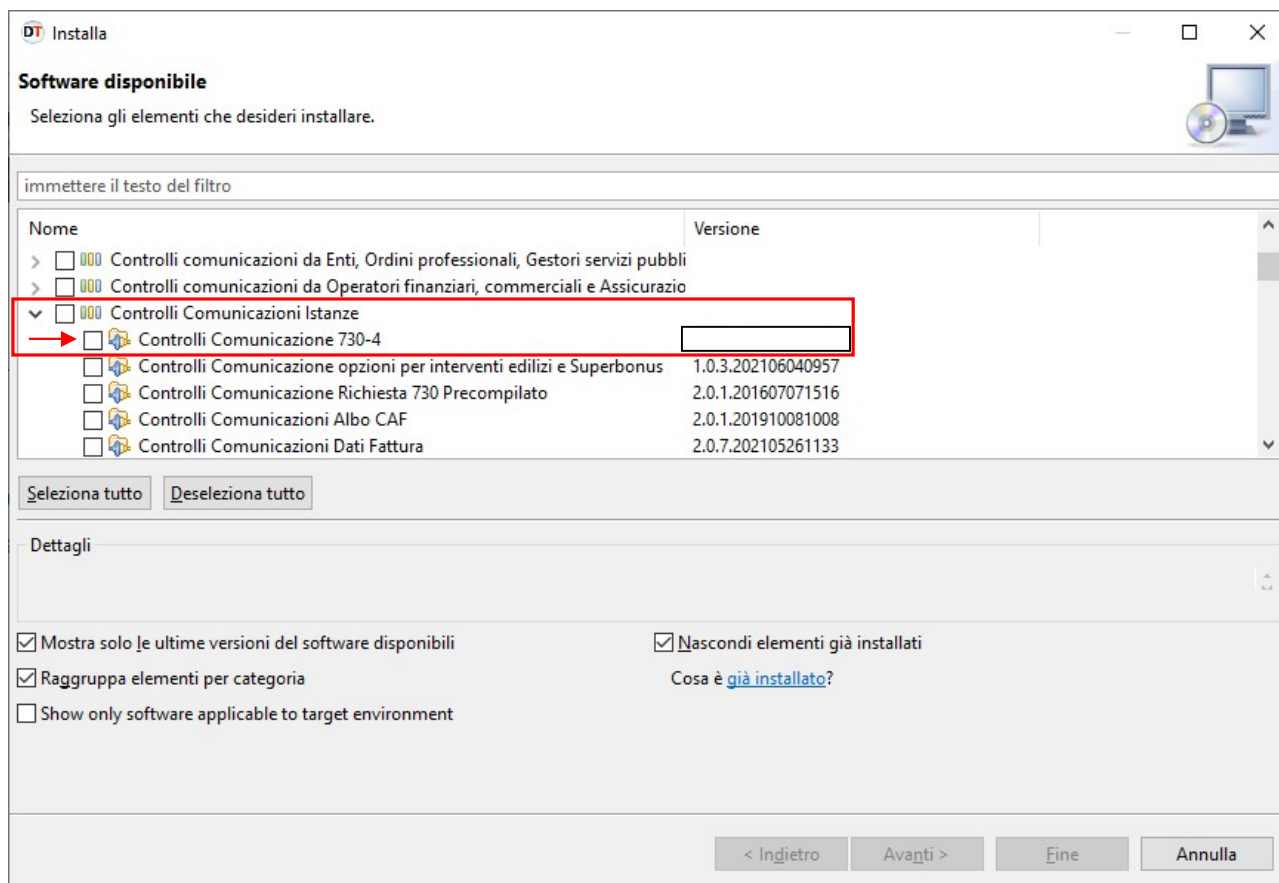 DT Installa
Software disponibile
Seleziona gli elementi che desideri installare.
immettere il testo del filtro
Nome Versione
Controlli comunicazioni da Enti, Ordini professionali, Gestori servizi pubbli
Controlli comunicazioni da Operatori finanziari, commerciali e Assicurazio
Controlli Comunicazioni Istanze
Controlli Comunicazione 730-4
Controlli Comunicazione opzioni per interventi edilizi e Superbonus 1.0.3.202106040957
Controlli Comunicazione Richiesta 730 Precompilato 2.0.1.201607071516
Controlli Comunicazioni Albo CAF 2.0.1.201910081008
Controlli Comunicazioni Dati Fattura 2.0.7.202105261133
Seleziona tutto Deseleziona tutto
Dettagli
Mostra solo le ultime versioni del software disponibili Nascondi elementi già installati
Raggruppa elementi per categoria Cosa è già installato?
Show only software applicable to target environment
< Indietro Avanti > Fine Annulla